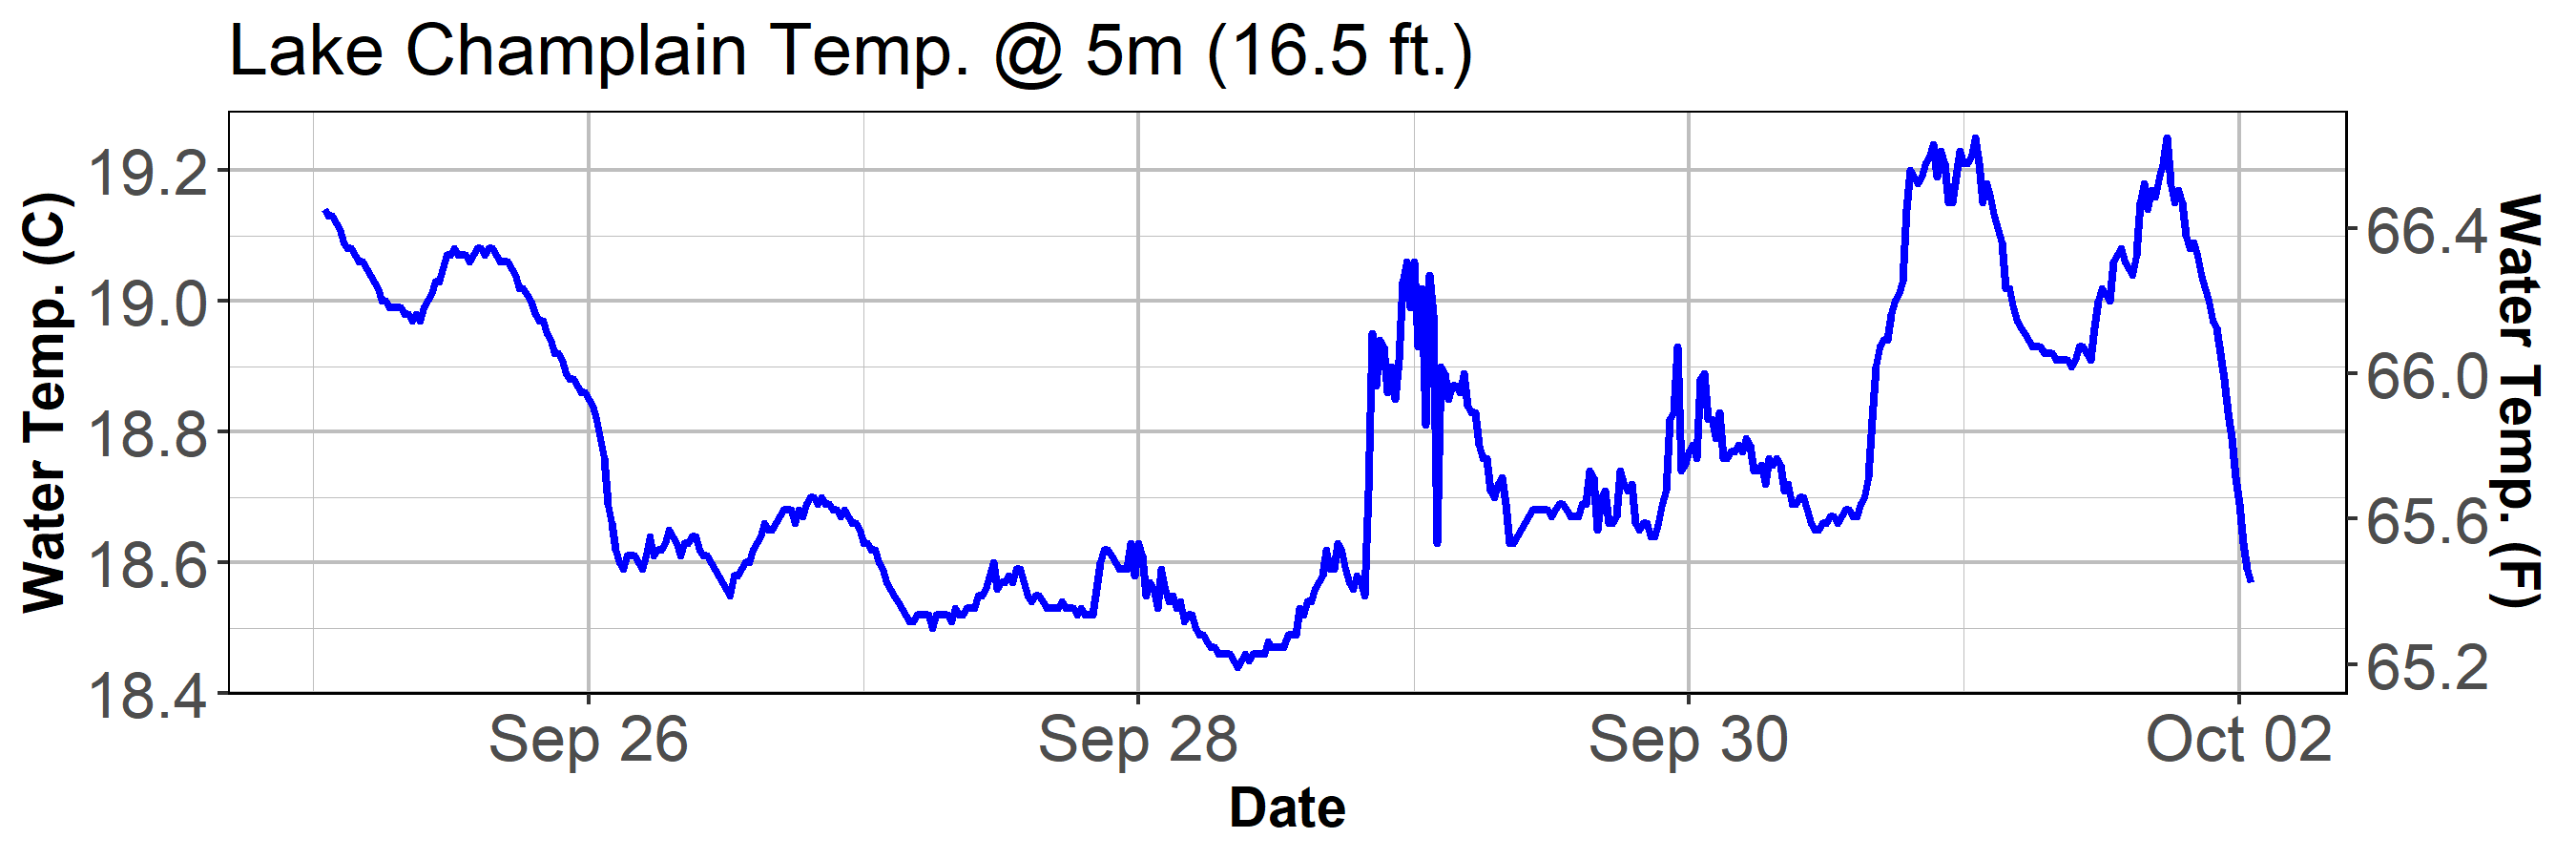 Lake Champlain Temp. @ 5m (16.5 ft.)
Water Temp. (C)
19.2
19.0
18.8
18.6
18.4
Water Temp. (F)
66.4
66.0
65.6
65.2
Sep 26
Sep 28
Sep 30
Oct 02
Date